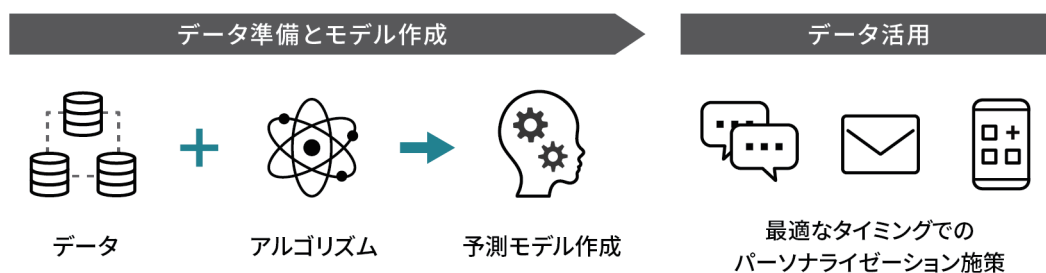 データ準備とモデル作成
データ活用
データ
アルゴリズム
予測モデル作成
最適なタイミングでの
パーソナライゼーション施策